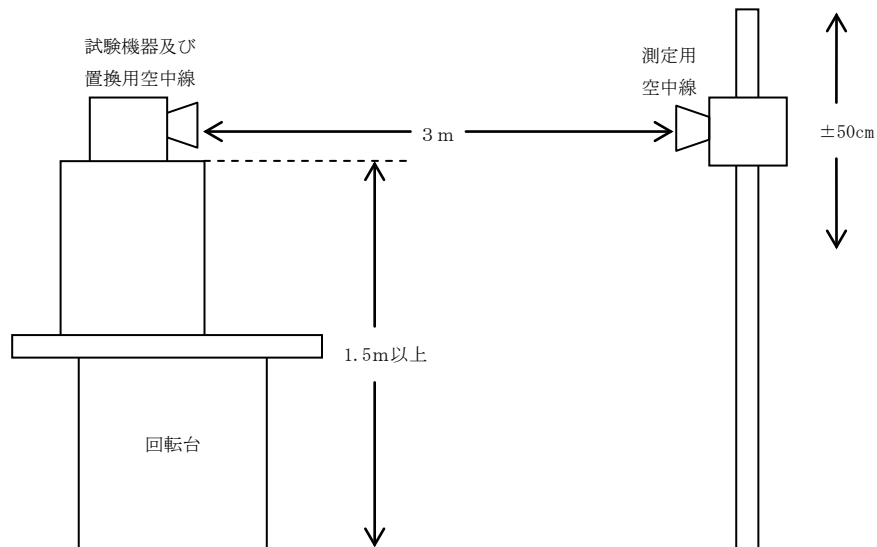 試験機器及び
置換用空中線
測定用
空中線
3m
±50cm
1.5m以上
回転台